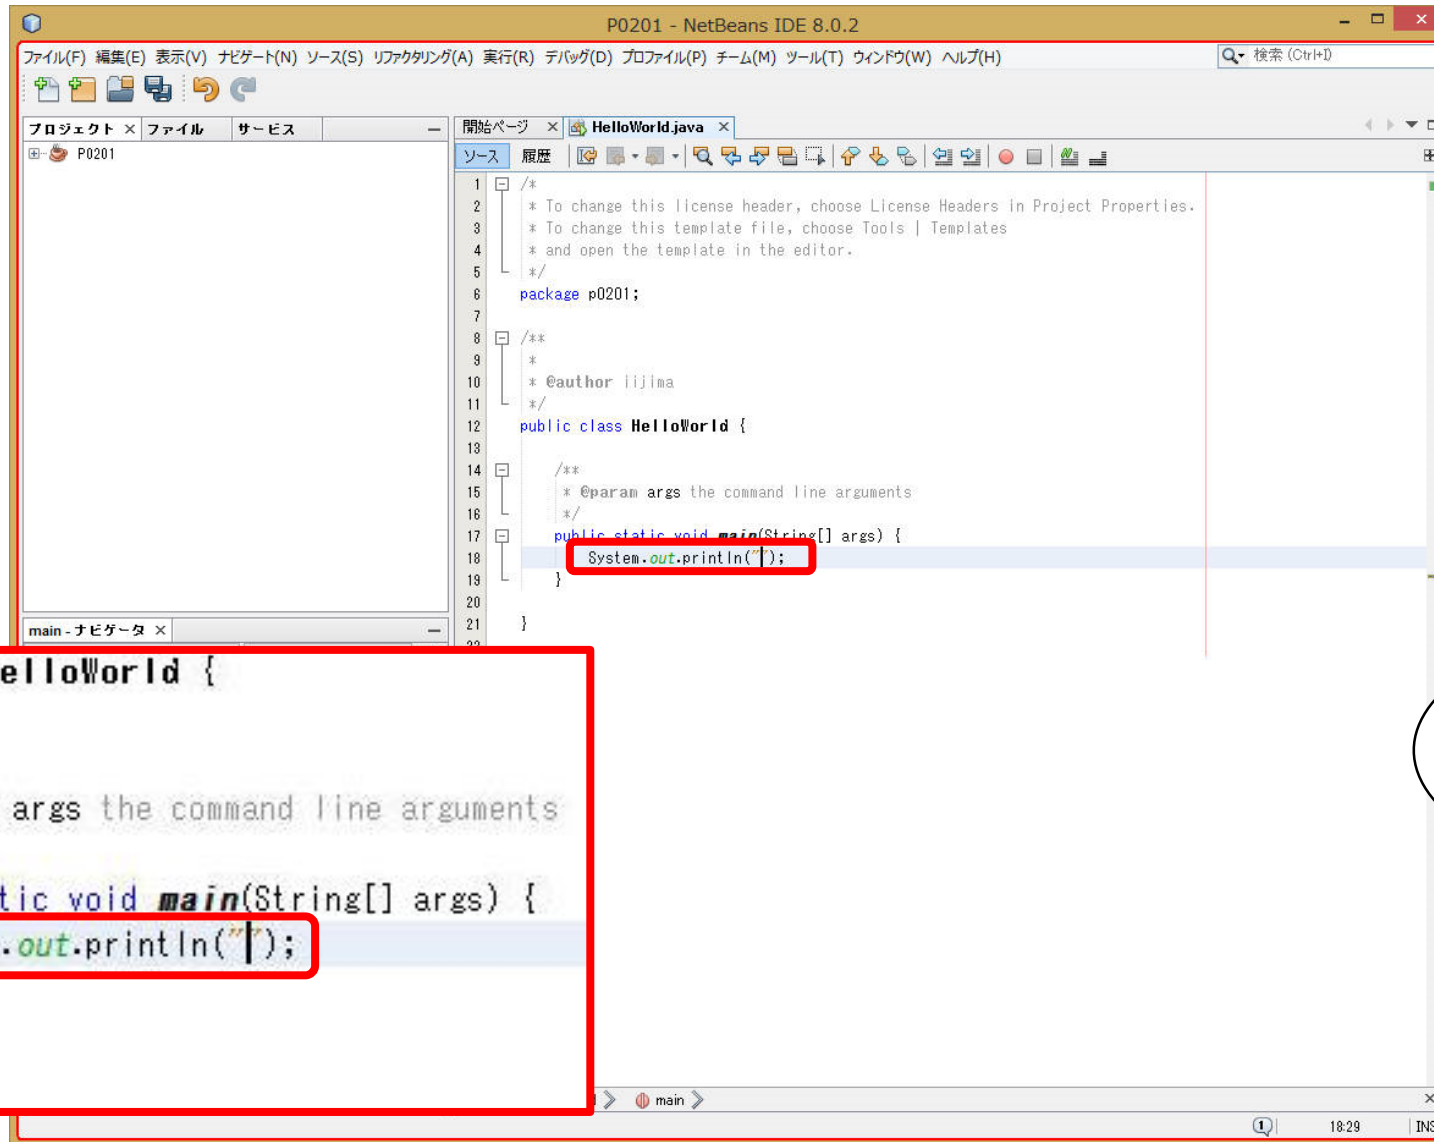 P0201 - NetBeans IDE 8.0.2
ファイル(F) 編集(E) 表示(V) ナビゲート(N) ソース(S) リファクタリング(A) 実行(R) デバッグ(D) プロファイル(P) チーム(M) ツール(T) ウィンドウ(W) ヘルプ(H)
検索 (Ctrl+I)
プロジェクト × ファイル サービス
P0201
開始ページ × HelloWorld.java ×
ソース 履歴
1 /*
2 * To change this license header, choose License Headers in Project Properties.
3 * To change this template file, choose Tools | Templates
4 * and open the template in the editor.
5 */
6 package p0201;
7
8 /**
9 *
10 * @author iijima
11 */
12 public class HelloWorld {
13
14 /**
15 * @param args the command line arguments
16 */
17 public static void main(String[] args) {
18 System.out.println("");
19 }
20
21 }
22
main - ナビゲータ ×
elloWorld {
args the command line arguments
tic void main(String[] args) {
.out.println("");
main
1 18:29 INS